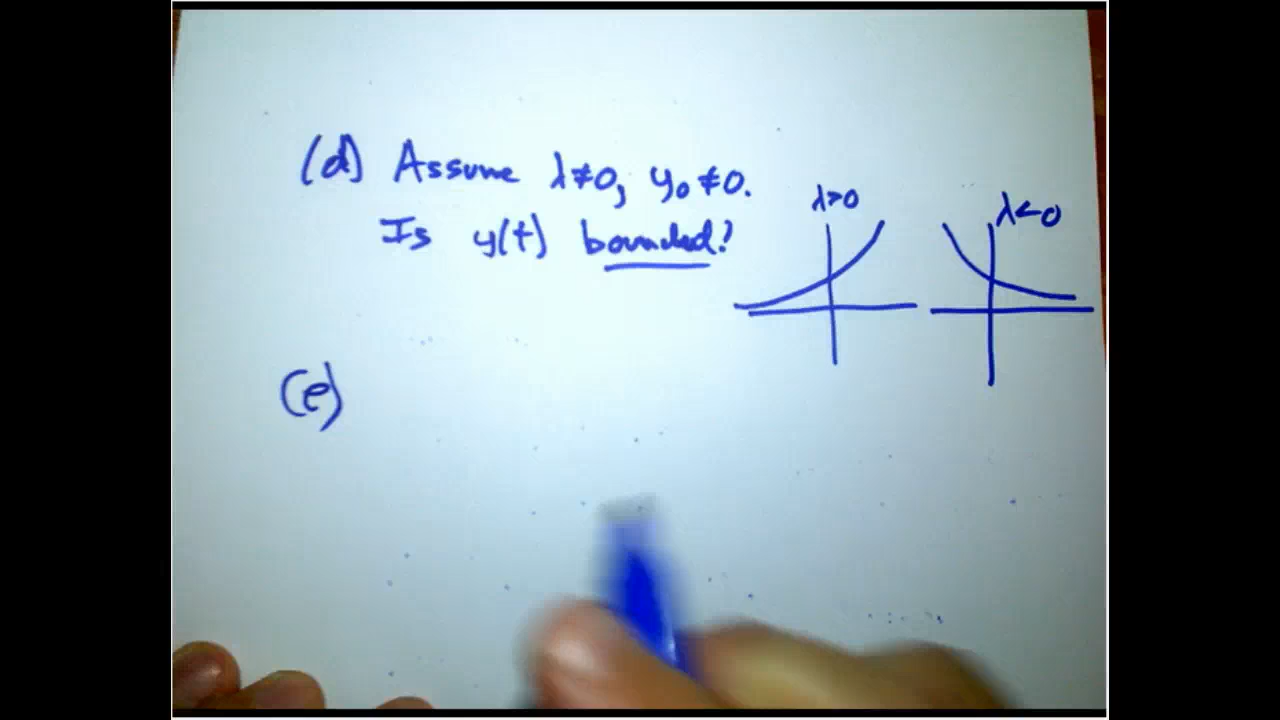 (d) Assume λ≠0, y₀≠0.
Is y(t) bounded?
λ>0
λ<0
(e)